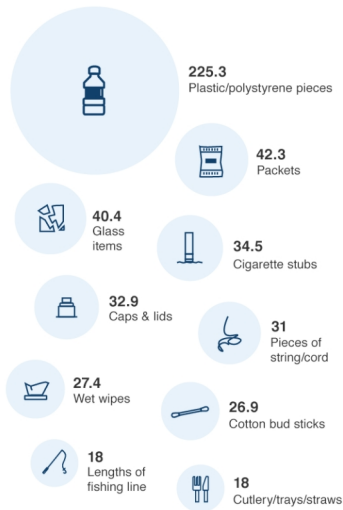 225.3
Plastic/polystyrene pieces
42.3
Packets
40.4
Glass
items
34.5
Cigarette stubs
32.9
Caps & lids
31
Pieces of
string/cord
27.4
Wet wipes
26.9
Cotton bud sticks
18
Lengths of
fishing line
18
Cutlery/trays/straws